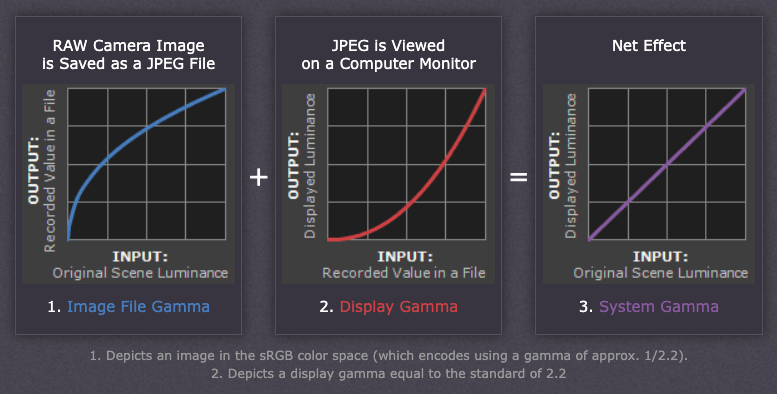 RAW Camera Image
is Saved as a JPEG File
OUTPUT:
Recorded Value in a File
INPUT:
Original Scene Luminance
1. Image File Gamma
+
JPEG is Viewed
on a Computer Monitor
OUTPUT:
Displayed Luminance
INPUT:
Recorded Value in a File
2. Display Gamma
=
Net Effect
OUTPUT:
Displayed Luminance
INPUT:
Original Scene Luminance
3. System Gamma
1. Depicts an image in the sRGB color space (which encodes using a gamma of approx. 1/2.2).
2. Depicts a display gamma equal to the standard of 2.2